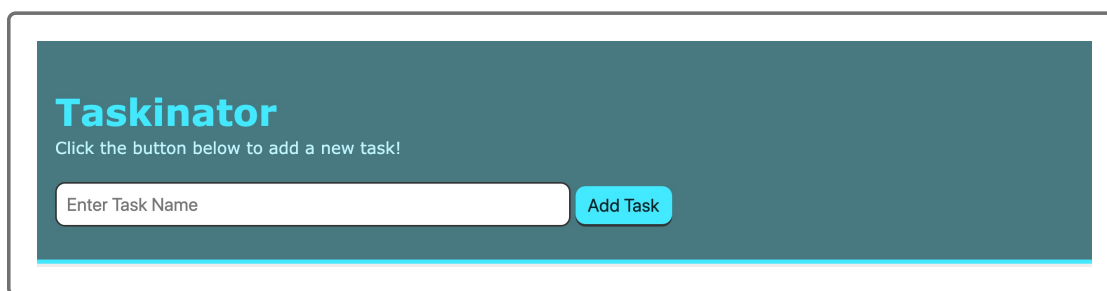 Taskinator
Click the button below to add a new task!
Enter Task Name
Add Task